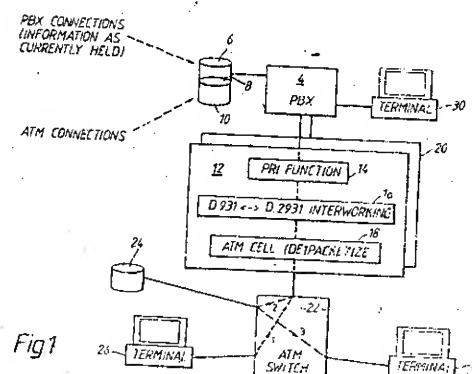 PBX CONNECTIONS
(INFORMATION AS
CURRENTLY HELD)
6
4
PBX
8
10
TERMINAL
30
ATM CONNECTIONS
20
12
PRI FUNCTION
14
Q931 <-> Q.2931 INTERWORKING
16
ATM CELL (DE)PACKETIZE
18
24
22
2
3
1
Fig1
26
TERMINAL
ATM
SWITCH
TERMINAL